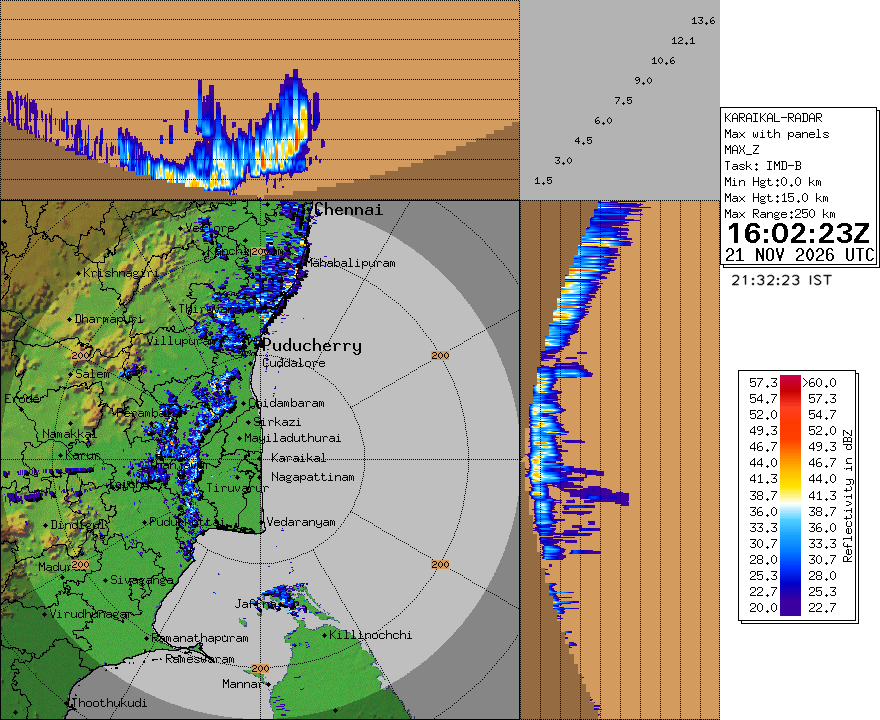 13.6
12.1
10.6
9.0
7.5
6.0
4.5
3.0
1.5
KARAIKAL-RADAR
Max with panels
MAX_Z
Task: IMD-B
Min Hgt:0.0 km
Max Hgt:15.0 km
Max Range:250 km
16:02:23Z
21 NOV 2026 UTC
21:32:23 IST
Chennai
200
Mahabalipuram
Krishnagiri
Dharmapuri
Villupuram
Puducherry
200
200
Cuddalore
Salem
Erode
Chidambaram
Perambalur
Sirkazi
Namakkal
Mayiladuthurai
Karur
Karaikal
Nagapattinam
Tiruvarur
Dindigul
Pudukkottai
Vedaranyam
200
200
Madurai
Sivaganga
Jaffna
Virudhunagar
Killinochchi
Ramanathapuram
Rameswaram
200
Mannar
Thoothukudi
57.3 >60.0
54.7 57.3
52.0 54.7
49.3 52.0
46.7 49.3
44.0 46.7
41.3 44.0
38.7 41.3
36.0 38.7
33.3 36.0
30.7 33.3
28.0 30.7
25.3 28.0
22.7 25.3
20.0 22.7
Reflectivity in dBZ